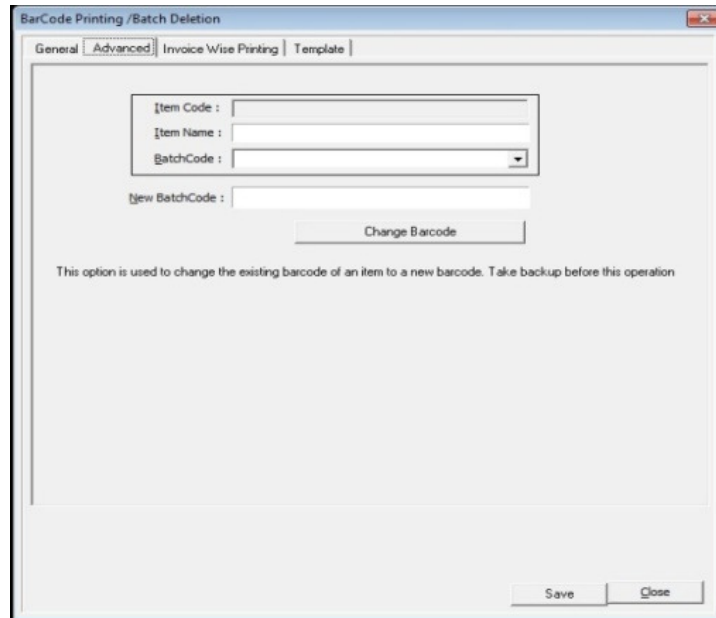 BarCode Printing /Batch Deletion
General Advanced Invoice Wise Printing Template
Item Code :
Item Name :
BatchCode :
New BatchCode :
Change Barcode
This option is used to change the existing barcode of an item to a new barcode. Take backup before this operation
Save Close